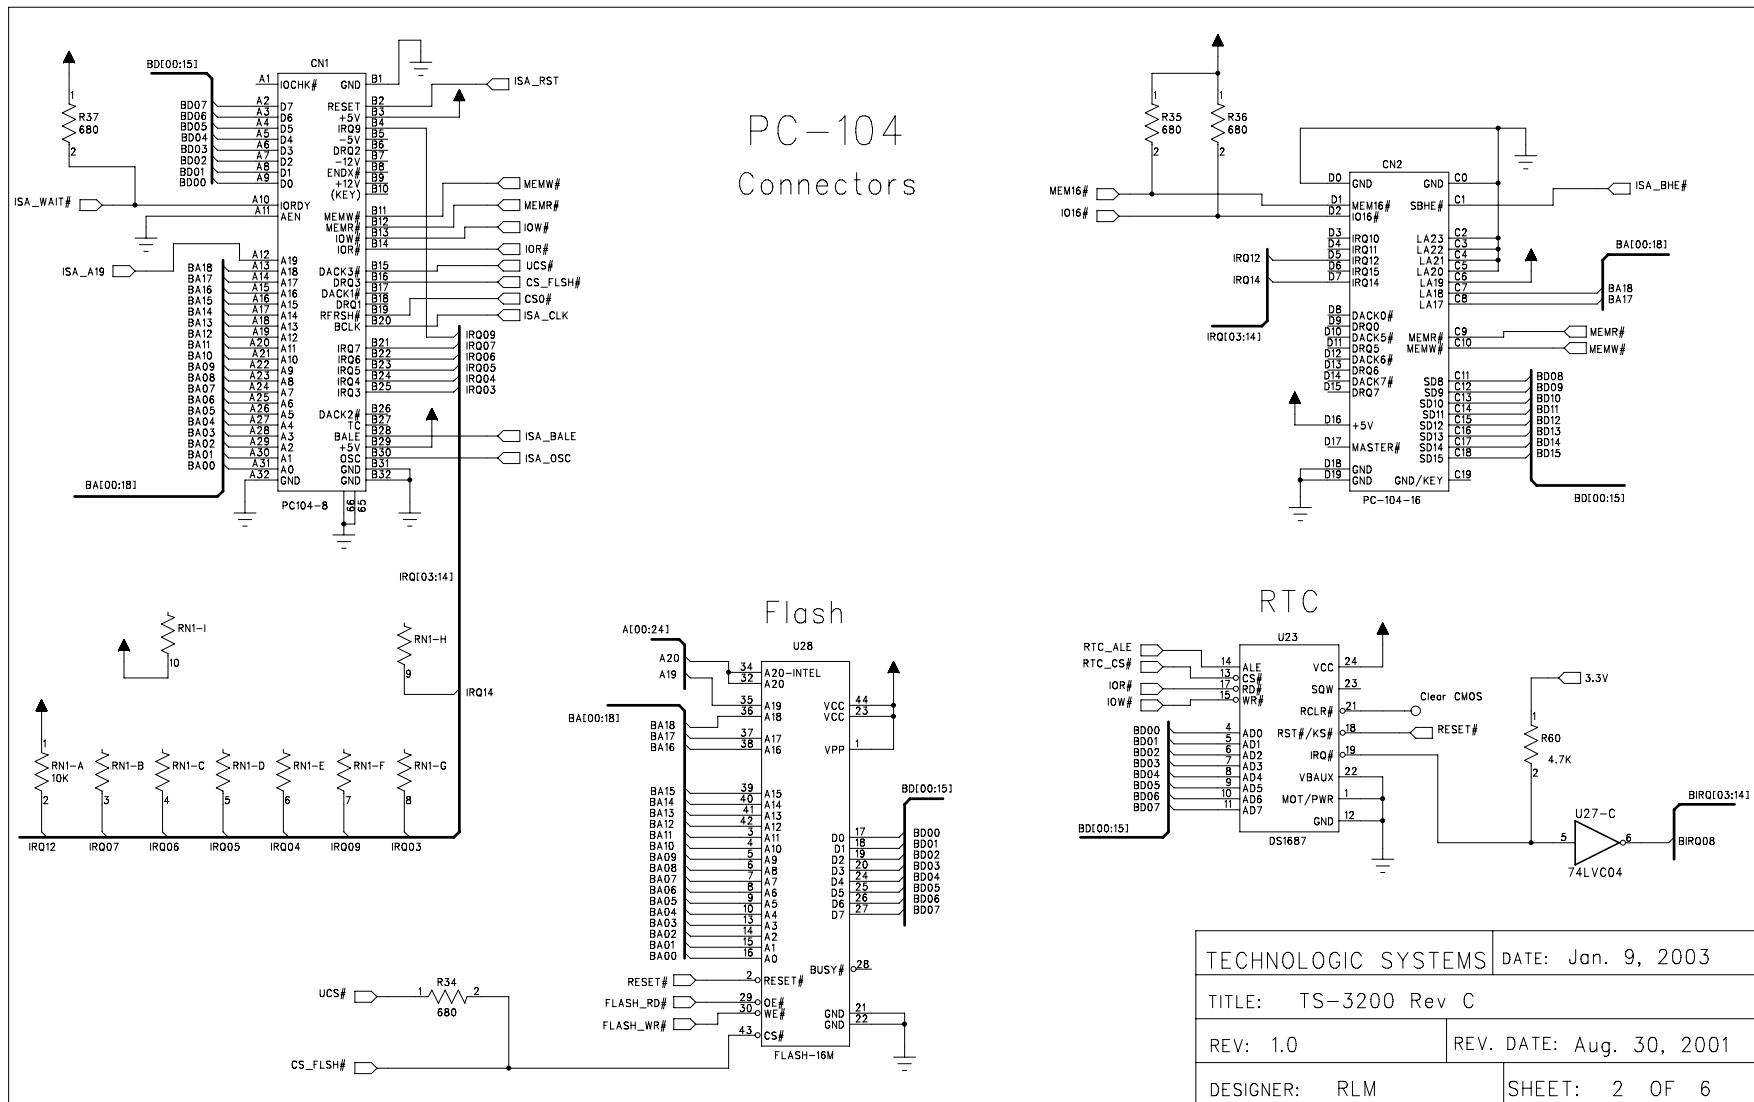 PC-104
Connectors
CN1
BD[00:15]
R37
680
1
2
ISA_WAIT#
ISA_A19
BD07
BD06
BD05
BD04
BD03
BD02
BD01
BD00
BA18
BA17
BA16
BA15
BA14
BA13
BA12
BA11
BA10
BA09
BA08
BA07
BA06
BA05
BA04
BA03
BA02
BA01
BA00
BA[00:18]
A1 IOCHK#
A2 D7
A3 D6
A4 D5
A5 D4
A6 D3
A7 D2
A8 D1
A9 D0
A10 IORDY
A11 AEN
A12 A19
A13 A18
A14 A17
A15 A16
A16 A15
A17 A14
A18 A13
A19 A12
A20 A11
A21 A10
A22 A9
A23 A8
A24 A7
A25 A6
A26 A5
A27 A4
A28 A3
A29 A2
A30 A1
A31 A0
A32 GND
GND B1
RESET B2
+5V B3
IRQ9 B4
-5V B5
DRQ2 B6
-12V B7
ENDX# B8
+12V B9
(KEY) B10
MEMW# B11
MEMR# B12
IOW# B13
IOR# B14
DACK3# B15
DRQ3 B16
DACK1# B17
DRQ1 B18
RFRSH# B19
BCLK B20
IRQ7 B21
IRQ6 B22
IRQ5 B23
IRQ4 B24
IRQ3 B25
DACK2# B26
TC B27
BALE B28
+5V B29
OSC B30
GND B31
GND B32
PC104-8
66
65
ISA_RST
MEMW#
MEMR#
IOW#
IOR#
UCS#
CS_FLSH#
CS0#
ISA_CLK
IRQ09
IRQ07
IRQ06
IRQ05
IRQ04
IRQ03
ISA_BALE
ISA_OSC
IRQ[03:14]
R35
680
1
2
R36
680
1
2
MEM16#
IO16#
CN2
D0 GND
D1 MEM16#
D2 IO16#
D3 IRQ10
D4 IRQ11
D5 IRQ12
D6 IRQ15
D7 IRQ14
D8 DACK0#
D9 DRQ0
D10 DACK5#
D11 DRQ5
D12 DACK6#
D13 DRQ6
D14 DACK7#
D15 DRQ7
D16 +5V
D17 MASTER#
D18 GND
D19 GND
GND C0
SBHE# C1
LA23 C2
LA22 C3
LA21 C4
LA20 C5
LA19 C6
LA18 C7
LA17 C8
MEMR# C9
MEMW# C10
SD8 C11
SD9 C12
SD10 C13
SD11 C14
SD12 C15
SD13 C16
SD14 C17
SD15 C18
GND/KEY C19
PC-104-16
IRQ12
IRQ14
IRQ[03:14]
ISA_BHE#
BA[00:18]
BA18
BA17
MEMR#
MEMW#
BD08
BD09
BD10
BD11
BD12
BD13
BD14
BD15
BD[00:15]
RN1-I
10
RN1-H
9
IRQ14
1
RN1-A
10K
2
RN1-B
3
RN1-C
4
RN1-D
5
RN1-E
6
RN1-F
7
RN1-G
8
IRQ12
IRQ07
IRQ06
IRQ05
IRQ04
IRQ09
IRQ03
Flash
U28
A[00:24]
A20
A19
BA[00:18]
BA18
BA17
BA16
BA15
BA14
BA13
BA12
BA11
BA10
BA09
BA08
BA07
BA06
BA05
BA04
BA03
BA02
BA01
BA00
34 A20-INTEL
32 A20
35 A19
36 A18
37 A17
38 A16
39 A15
40 A14
41 A13
42 A12
3 A11
4 A10
5 A9
6 A8
7 A7
8 A6
9 A5
10 A4
13 A3
14 A2
15 A1
16 A0
2 RESET#
29 OE#
30 WE#
43 CS#
VCC 44
VCC 23
VPP 1
D0 17
D1 18
D2 19
D3 20
D4 24
D5 25
D6 26
D7 27
BUSY# 28
GND 21
GND 22
FLASH-16M
BD[00:15]
BD00
BD01
BD02
BD03
BD04
BD05
BD06
BD07
RESET#
FLASH_RD#
FLASH_WR#
UCS#
1
R34
2
680
CS_FLSH#
RTC
U23
RTC_ALE
RTC_CS#
IOR#
IOW#
BD00
BD01
BD02
BD03
BD04
BD05
BD06
BD07
BD[00:15]
14 ALE
13 CS#
17 RD#
15 WR#
4 AD0
5 AD1
6 AD2
7 AD3
8 AD4
9 AD5
10 AD6
11 AD7
VCC 24
SQW 23
RCLR# 21
RST#/KS# 18
IRQ# 19
VBAUX 22
MOT/PWR 1
GND 12
DS1687
Clear CMOS
RESET#
3.3V
1
R60
4.7K
2
U27-C
5
6
74LVC04
BIRQ[03:14]
BIRQ08
TECHNOLOGIC SYSTEMS
DATE: Jan. 9, 2003
TITLE: TS-3200 Rev C
REV: 1.0
REV. DATE: Aug. 30, 2001
DESIGNER: RLM
SHEET: 2 OF 6